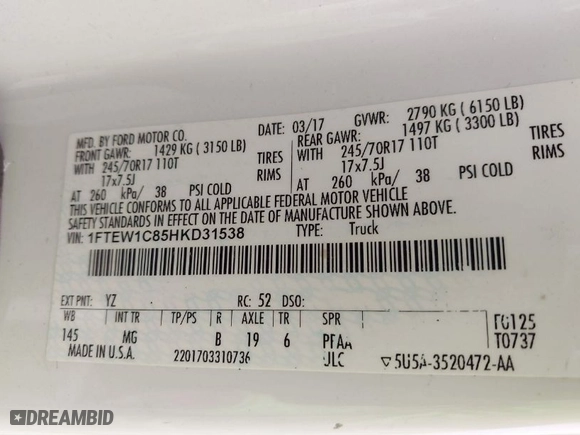 MFD. BY FORD MOTOR CO.
DATE: 03/17 GVWR: 2790 KG ( 6150 LB)
FRONT GAWR: 1429 KG ( 3150 LB)
REAR GAWR: 1497 KG ( 3300 LB)
WITH 245/70R17 110T TIRES
WITH 245/70R17 110T TIRES
17x7.5J RIMS
17x7.5J RIMS
AT 260 kPa/ 38 PSI COLD
AT 260 kPa/ 38 PSI COLD
THIS VEHICLE CONFORMS TO ALL APPLICABLE FEDERAL MOTOR VEHICLE
SAFETY STANDARDS IN EFFECT ON THE DATE OF MANUFACTURE SHOWN ABOVE.
VIN: 1FTEW1C85HKD31538 TYPE: Truck
EXT PNT: YZ RC: 52 DSO:
WB INT TR TP/PS R AXLE TR SPR
145 MG B 19 6 PFAA
T0737
MADE IN U.S.A. 2201703310736 ▽5U5A-3520472-AA
DREAMBID